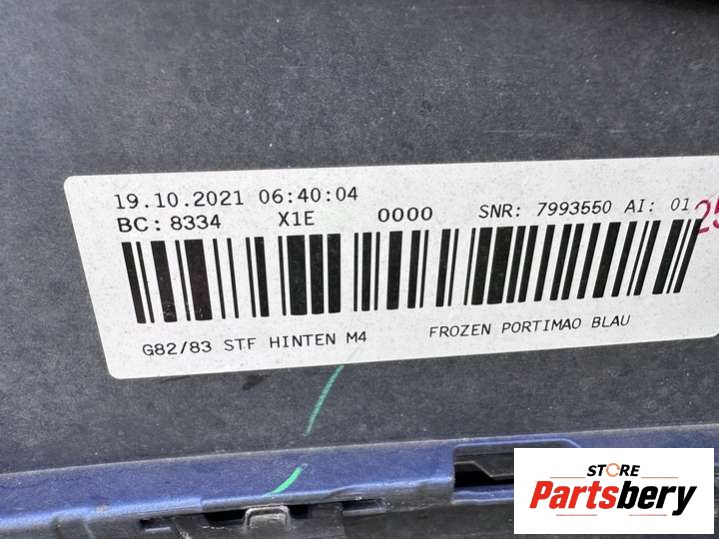 19.10.2021 06:40:04
BC: 8334 X1E 0000 SNR: 7993550 AI: 01
25
G82/83 STF HINTEN M4 FROZEN PORTIMAO BLAU
STORE
Partsbery